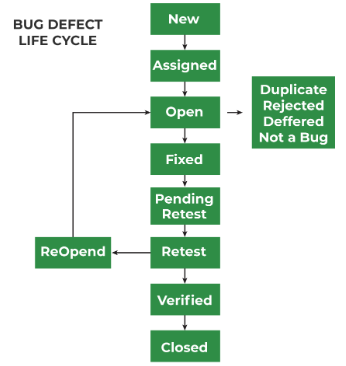 BUG DEFECT
LIFE CYCLE
New
Assigned
Open
Duplicate
Rejected
Deffered
Not a Bug
Fixed
Pending
Retest
ReOpend
Retest
Verified
Closed